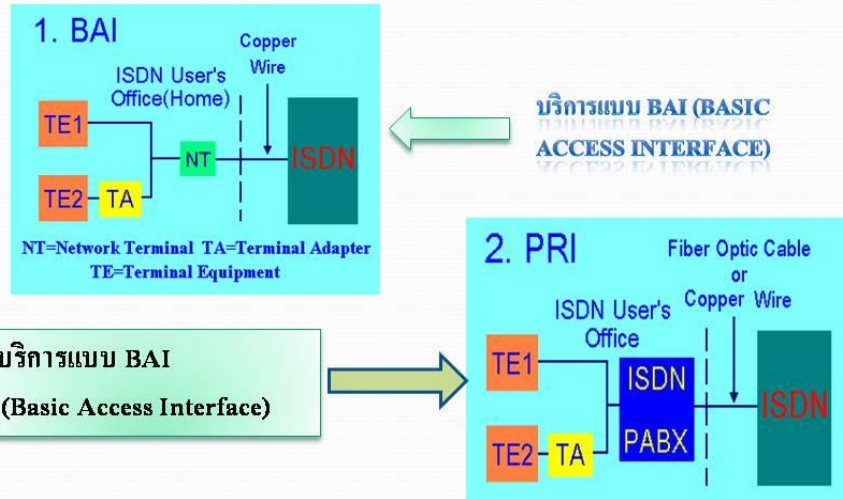 1. BAI
Copper
Wire
ISDN User's
Office(Home)
TE1
NT
ISDN
TE2
TA
NT=Network Terminal TA=Terminal Adapter
TE=Terminal Equipment
บริการแบบ BAI (BASIC
ACCESS INTERFACE)
2. PRI
Fiber Optic Cable
or
Copper Wire
ISDN User's
Office
TE1
ISDN
PABX
ISDN
TE2
TA
บริการแบบ BAI
(Basic Access Interface)